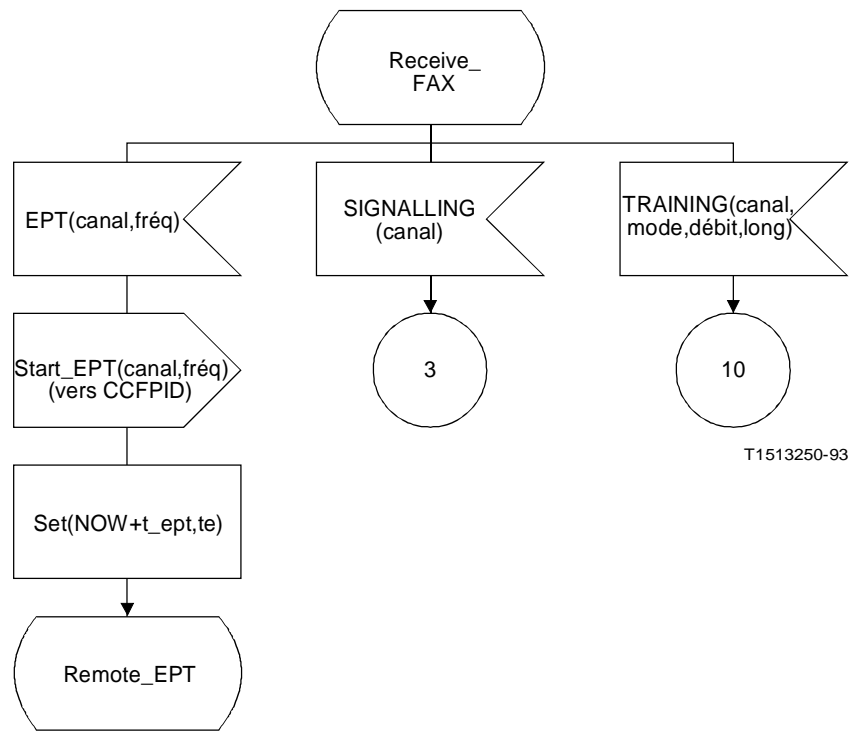 Receive_
FAX
EPT(canal,fréq)
SIGNALLING
(canal)
TRAINING(canal,
mode,débit,long)
Start_EPT(canal,fréq)
(vers CCFPID)
3
10
T1513250-93
Set(NOW+t_ept,te)
Remote_EPT